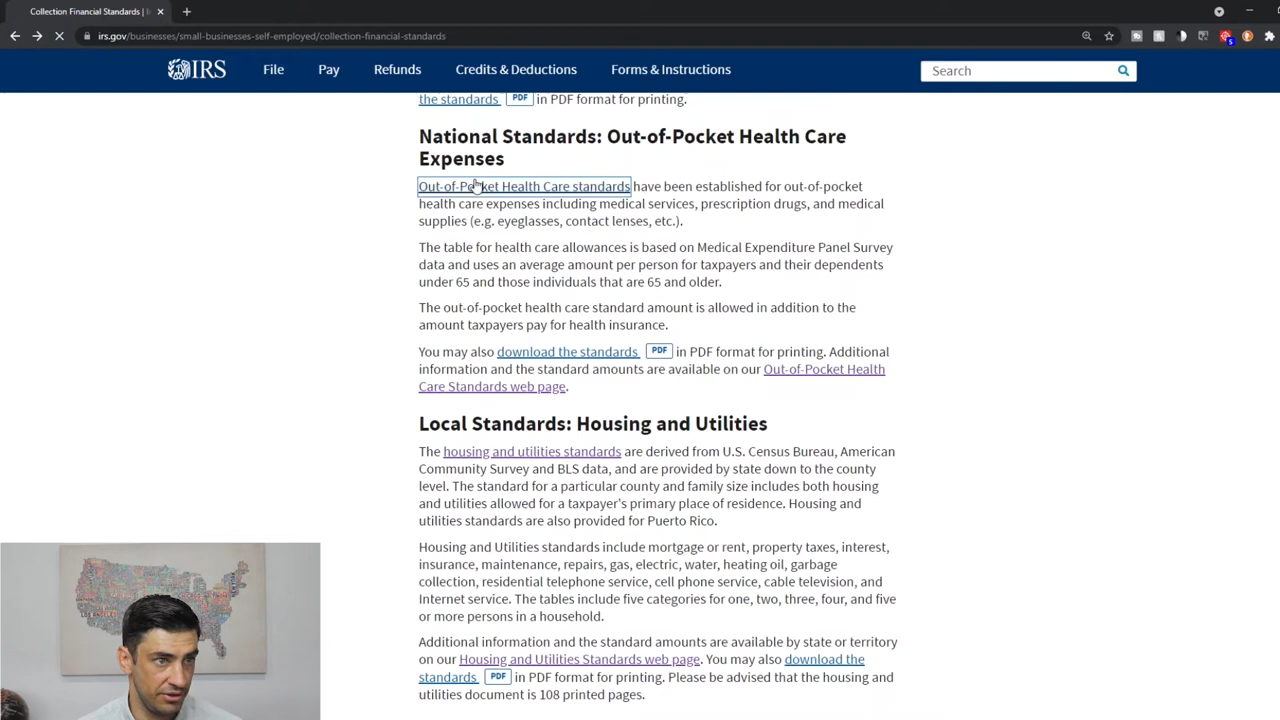 Collection Financial Standards | I
irs.gov/businesses/small-businesses-self-employed/collection-financial-standards
5
IRS File Pay Refunds Credits & Deductions Forms & Instructions Search
the standards PDF in PDF format for printing.
National Standards: Out-of-Pocket Health Care
Expenses
Out-of-Pocket Health Care standards have been established for out-of-pocket
health care expenses including medical services, prescription drugs, and medical
supplies (e.g. eyeglasses, contact lenses, etc.).
The table for health care allowances is based on Medical Expenditure Panel Survey
data and uses an average amount per person for taxpayers and their dependents
under 65 and those individuals that are 65 and older.
The out-of-pocket health care standard amount is allowed in addition to the
amount taxpayers pay for health insurance.
You may also download the standards PDF in PDF format for printing. Additional
information and the standard amounts are available on our Out-of-Pocket Health
Care Standards web page.
Local Standards: Housing and Utilities
The housing and utilities standards are derived from U.S. Census Bureau, American
Community Survey and BLS data, and are provided by state down to the county
level. The standard for a particular county and family size includes both housing
and utilities allowed for a taxpayer's primary place of residence. Housing and
utilities standards are also provided for Puerto Rico.
Housing and Utilities standards include mortgage or rent, property taxes, interest,
insurance, maintenance, repairs, gas, electric, water, heating oil, garbage
collection, residential telephone service, cell phone service, cable television, and
Internet service. The tables include five categories for one, two, three, four, and five
or more persons in a household.
Additional information and the standard amounts are available by state or territory
on our Housing and Utilities Standards web page. You may also download the
standards PDF in PDF format for printing. Please be advised that the housing and
utilities document is 108 printed pages.